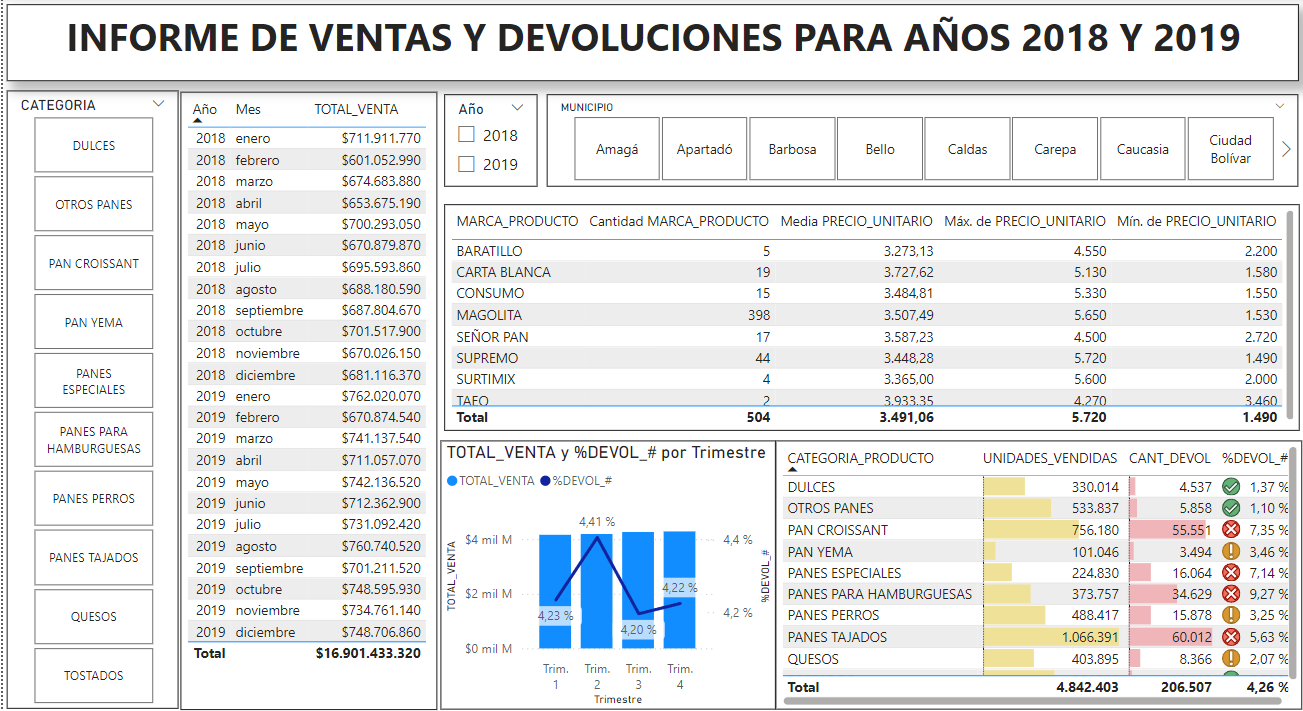 INFORME DE VENTAS Y DEVOLUCIONES PARA AÑOS 2018 Y 2019
CATEGORIA
DULCES
OTROS PANES
PAN CROISSANT
PAN YEMA
PANES
ESPECIALES
PANES PARA
HAMBURGUESAS
PANES PERROS
PANES TAJADOS
QUESOS
TOSTADOS
Año Mes TOTAL_VENTA
2018 enero $711.911.770
2018 febrero $601.052.990
2018 marzo $674.683.880
2018 abril $653.675.190
2018 mayo $700.293.050
2018 junio $670.879.870
2018 julio $695.593.860
2018 agosto $688.180.590
2018 septiembre $687.804.670
2018 octubre $701.517.900
2018 noviembre $670.026.150
2018 diciembre $681.116.370
2019 enero $762.020.070
2019 febrero $670.874.540
2019 marzo $741.137.540
2019 abril $711.057.070
2019 mayo $742.136.520
2019 junio $712.362.900
2019 julio $731.092.420
2019 agosto $760.740.520
2019 septiembre $701.211.520
2019 octubre $748.595.930
2019 noviembre $734.761.140
2019 diciembre $748.706.860
Total $16.901.433.320
Año
2018
2019
MUNICIPIO
Amagá Apartadó Barbosa Bello Caldas Carepa Caucasia Ciudad
Bolívar
MARCA_PRODUCTO Cantidad MARCA_PRODUCTO Media PRECIO_UNITARIO Máx. de PRECIO_UNITARIO Mín. de PRECIO_UNITARIO
BARATILLO 5 3.273,13 4.550 2.200
CARTA BLANCA 19 3.727,62 5.130 1.580
CONSUMO 15 3.484,81 5.330 1.550
MAGOLITA 398 3.507,49 5.650 1.530
SEÑOR PAN 17 3.587,23 4.500 2.720
SUPREMO 44 3.448,28 5.720 1.490
SURTIMIX 4 3.365,00 5.600 2.000
TAEQ 2 3.933,35 4.270 3.460
Total 504 3.491,06 5.720 1.490
TOTAL_VENTA y %DEVOL_# por Trimestre
TOTAL_VENTA %DEVOL_#
TOTAL_VENTA
$4 mil M
$2 mil M
$0 mil M
4,23 %
4,41 %
4,20 %
4,22 %
4,4 %
4,2 %
%DEVOL_#
Trim. Trim. Trim. Trim.
1 2 3 4
Trimestre
CATEGORIA_PRODUCTO UNIDADES_VENDIDAS CANT_DEVOL %DEVOL_#
DULCES 330.014 4.537 1,37 %
OTROS PANES 533.837 5.858 1,10 %
PAN CROISSANT 756.180 55.551 7,35 %
PAN YEMA 101.046 3.494 3,46 %
PANES ESPECIALES 224.830 16.064 7,14 %
PANES PARA HAMBURGUESAS 373.757 34.629 9,27 %
PANES PERROS 488.417 15.878 3,25 %
PANES TAJADOS 1.066.391 60.012 5,63 %
QUESOS 403.895 8.366 2,07 %
Total 4.842.403 206.507 4,26 %